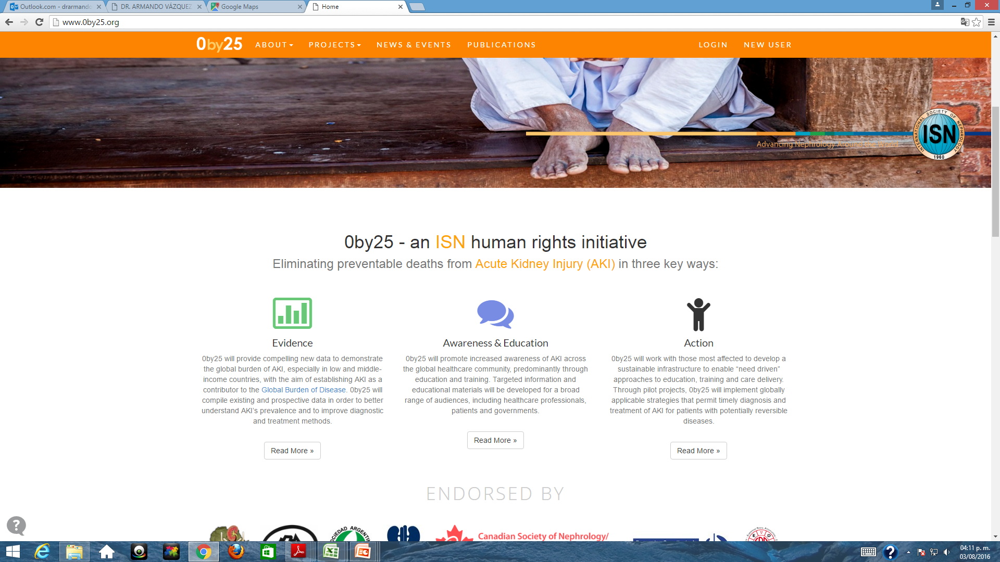 Outlook.com - drarmando
DR. ARMANDO VÁZQUEZ
Google Maps
Home
www.0by25.org
0by25
ABOUT
PROJECTS
NEWS & EVENTS
PUBLICATIONS
LOGIN
NEW USER
INTERNATIONAL SOCIETY OF NEPHROLOGY
ISN
1960
Advancing Nephrology Around the World
0by25 - an ISN human rights initiative
Eliminating preventable deaths from Acute Kidney Injury (AKI) in three key ways:
Evidence
0by25 will provide compelling new data to demonstrate
the global burden of AKI, especially in low and middle-
income countries, with the aim of establishing AKI as a
contributor to the Global Burden of Disease. 0by25 will
compile existing and prospective data in order to better
understand AKI's prevalence and to improve diagnostic
and treatment methods.
Read More »
Awareness & Education
0by25 will promote increased awareness of AKI across
the global healthcare community, predominantly through
education and training. Targeted information and
educational materials will be developed for a broad
range of audiences, including healthcare professionals,
patients and governments.
Read More »
Action
0by25 will work with those most affected to develop a
sustainable infrastructure to enable “need driven”
approaches to education, training and care delivery.
Through pilot projects, 0by25 will implement globally
applicable strategies that permit timely diagnosis and
treatment of AKI for patients with potentially reversible
diseases.
Read More »
ENDORSED BY
Canadian Society of Nephrology/
04:11 p. m.
03/08/2016